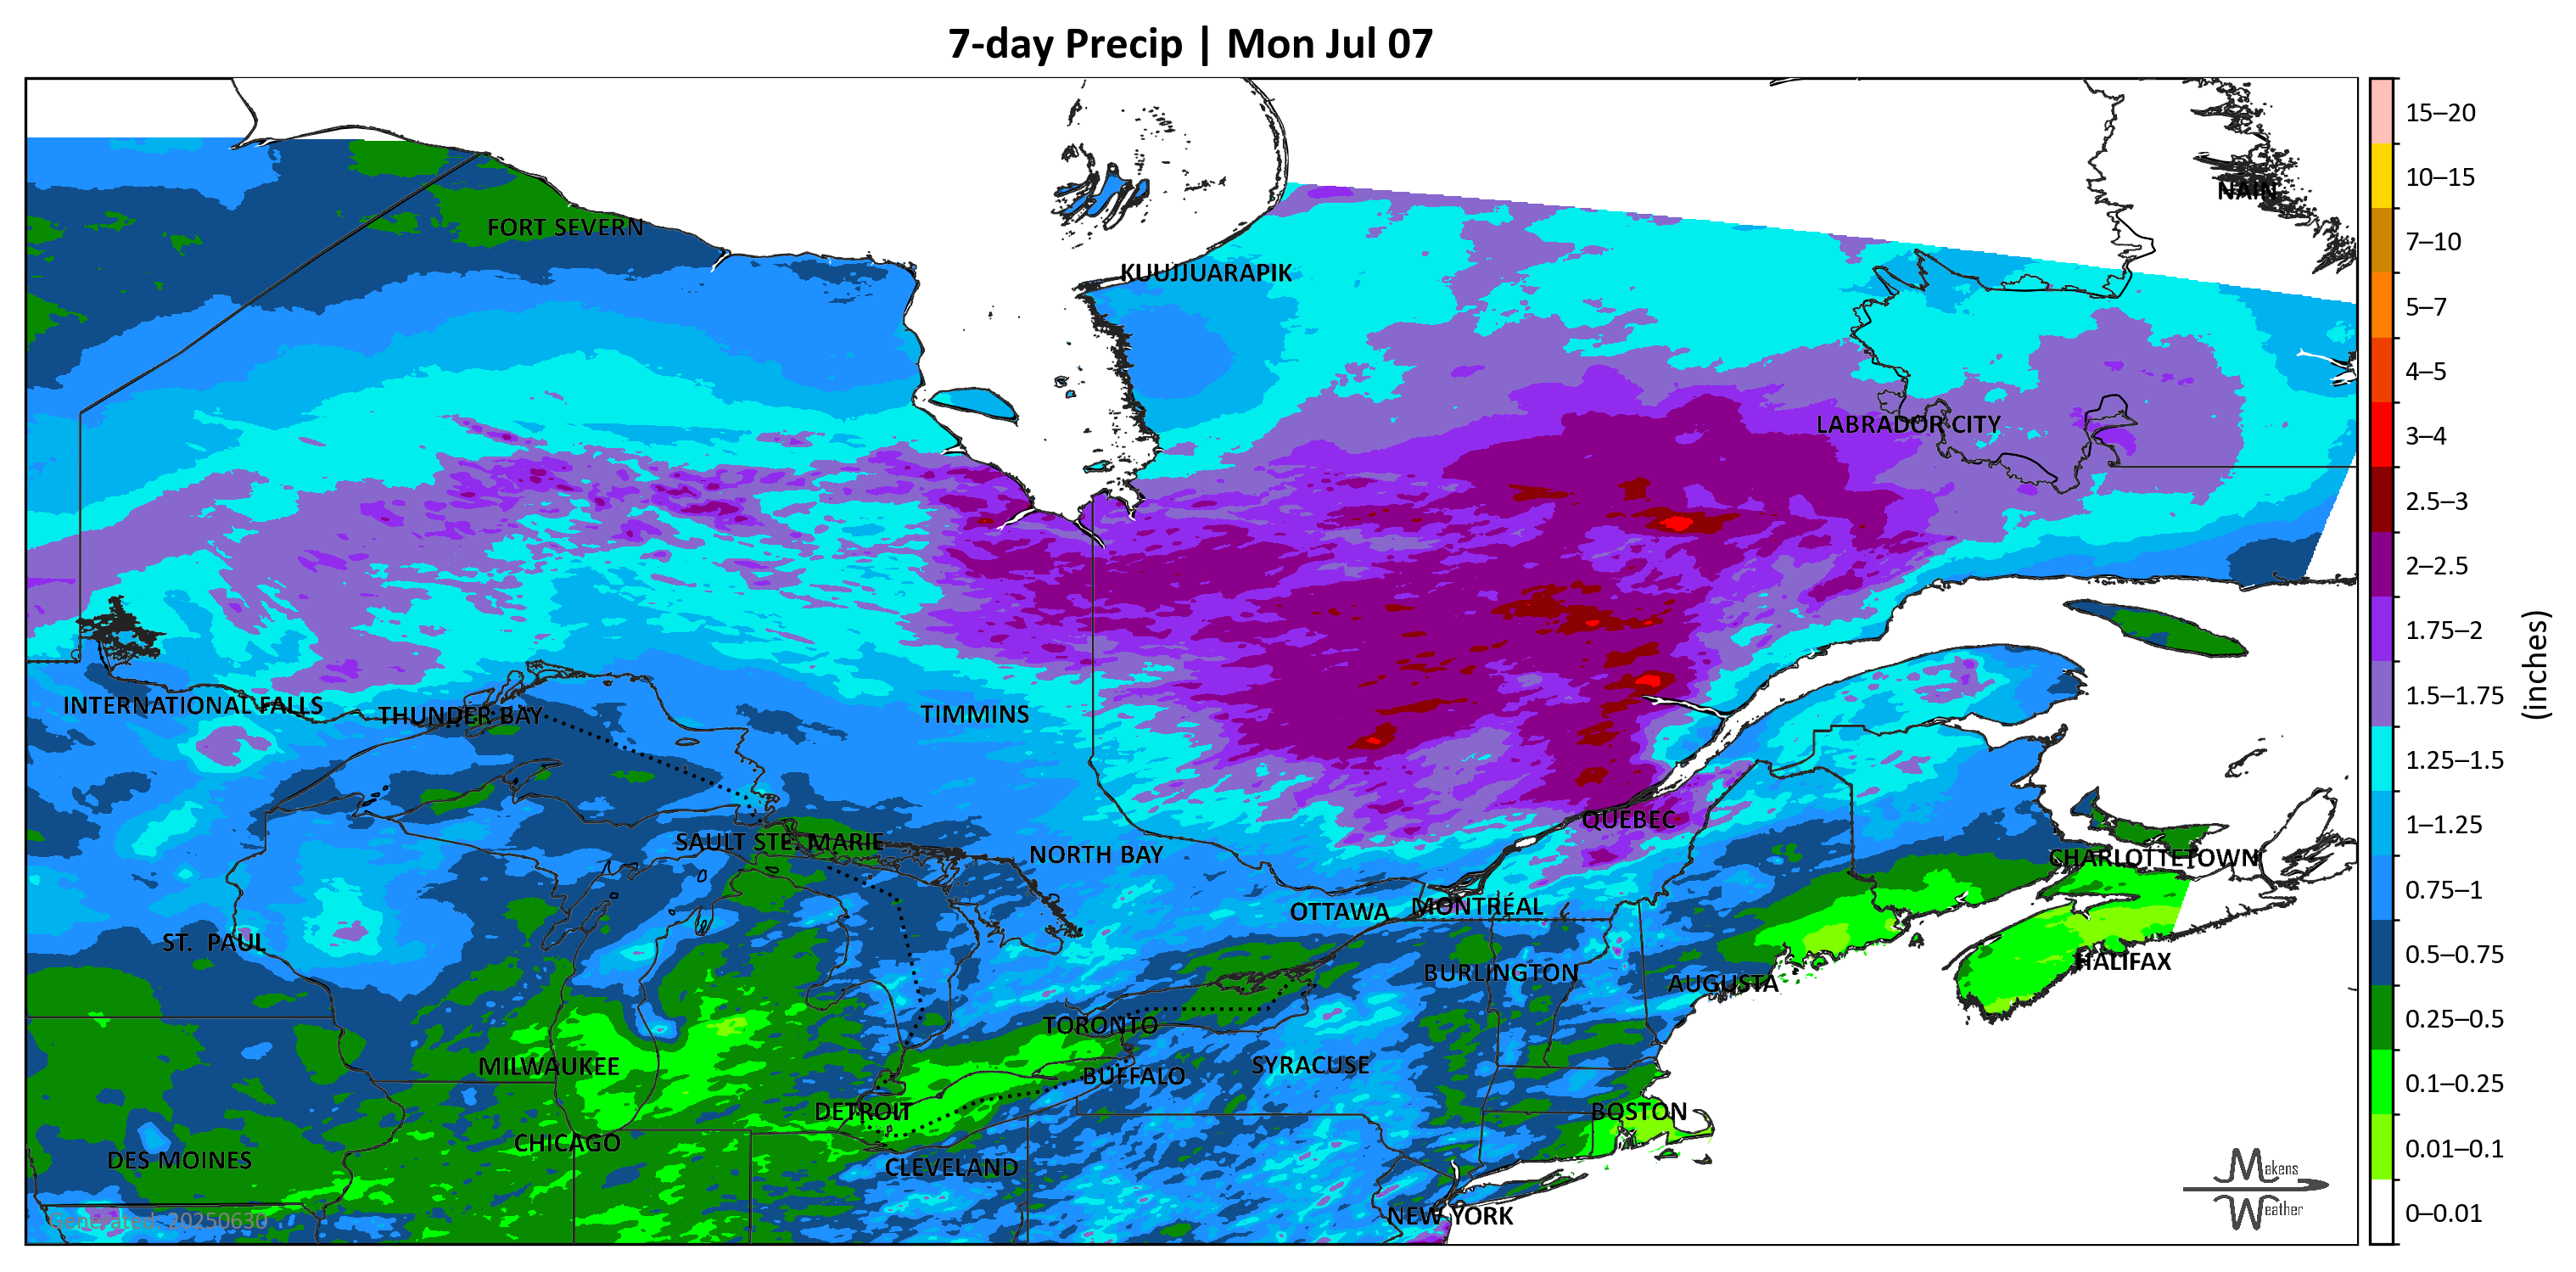 7-day Precip | Mon Jul 07
NAIN
FORT SEVERN
KUUJJUARAPIK
LABRADOR CITY
INTERNATIONAL FALLS
THUNDER BAY
TIMMINS
QUÉBEC
SAULT STE. MARIE
NORTH BAY
CHARLOTTETOWN
OTTAWA
MONTRÉAL
ST. PAUL
HALIFAX
BURLINGTON
AUGUSTA
TORONTO
MILWAUKEE
SYRACUSE
BUFFALO
DETROIT
BOSTON
CHICAGO
DES MOINES
CLEVELAND
NEW YORK
Generated: 20250630
Makens
Weather
15–20
10–15
7–10
5–7
4–5
3–4
2.5–3
2–2.5
1.75–2
1.5–1.75
1.25–1.5
1–1.25
0.75–1
0.5–0.75
0.25–0.5
0.1–0.25
0.01–0.1
0–0.01
(inches)